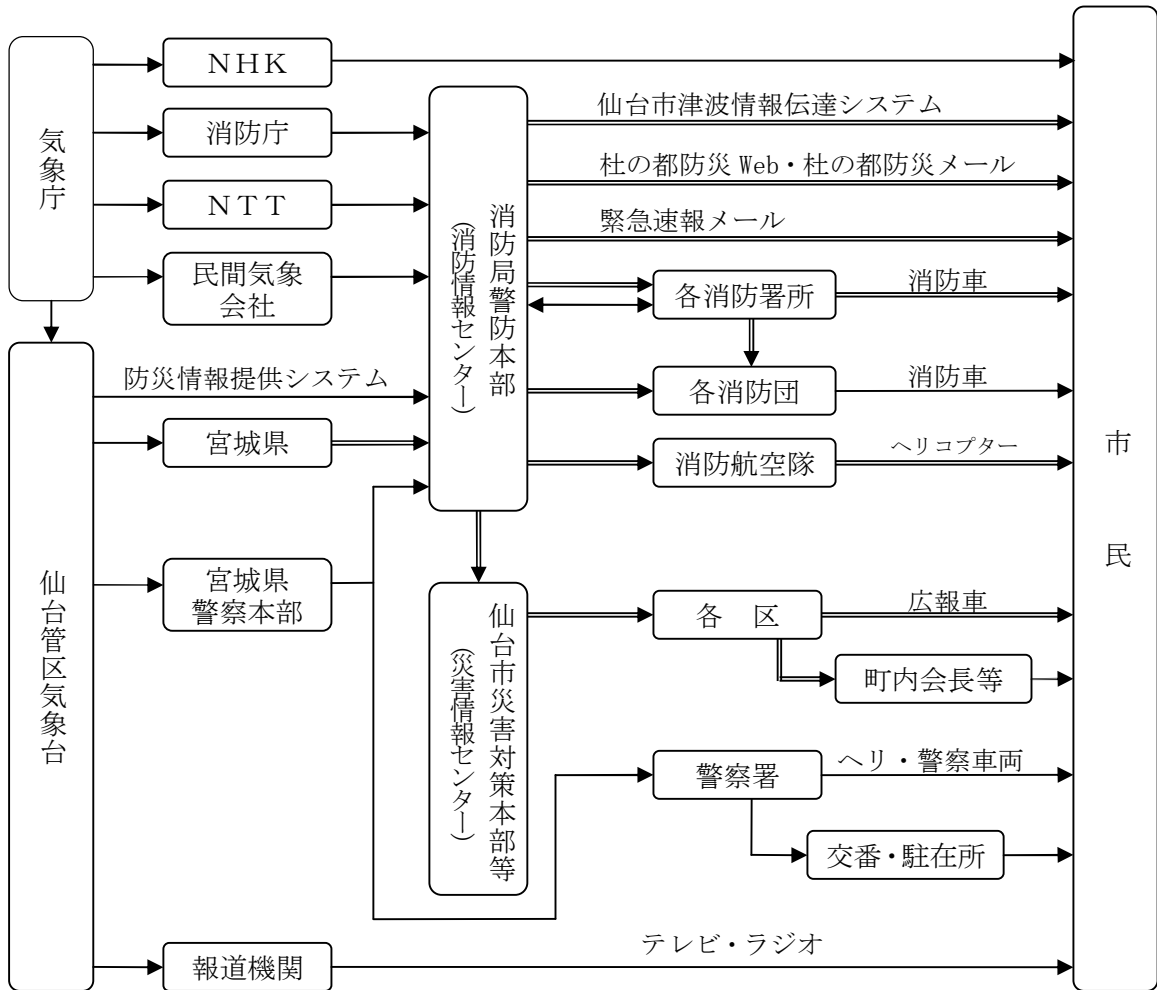 気象庁
ＮＨＫ
消防庁
ＮＴＴ
民間気象
会社
仙台管区気象台
防災情報提供システム
宮城県
宮城県
警察本部
報道機関
消防局警防本部
(消防情報センター)
仙台市災害対策本部等
(災害情報センター)
仙台市津波情報伝達システム
杜の都防災 Web・杜の都防災メール
緊急速報メール
各消防署所
消防車
各消防団
消防車
消防航空隊
ヘリコプター
各　区
広報車
町内会長等
警察署
ヘリ・警察車両
交番・駐在所
テレビ・ラジオ
市民